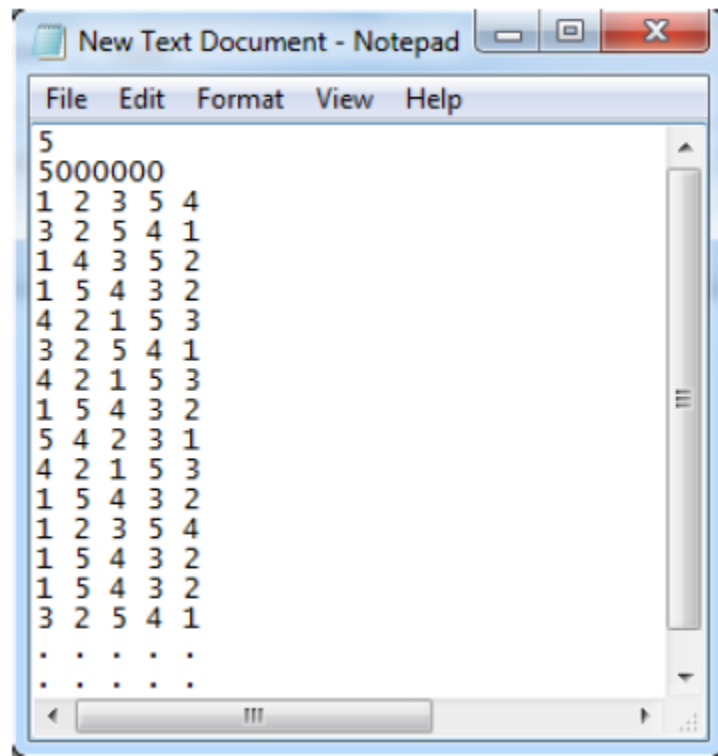 New Text Document - Notepad
File Edit Format View Help
5
5000000
1 2 3 5 4
3 2 5 4 1
1 4 3 5 2
1 5 4 3 2
4 2 1 5 3
3 2 5 4 1
4 2 1 5 3
1 5 4 3 2
5 4 2 3 1
4 2 1 5 3
1 5 4 3 2
1 2 3 5 4
1 5 4 3 2
1 5 4 3 2
3 2 5 4 1
. . . . .
. . . . .